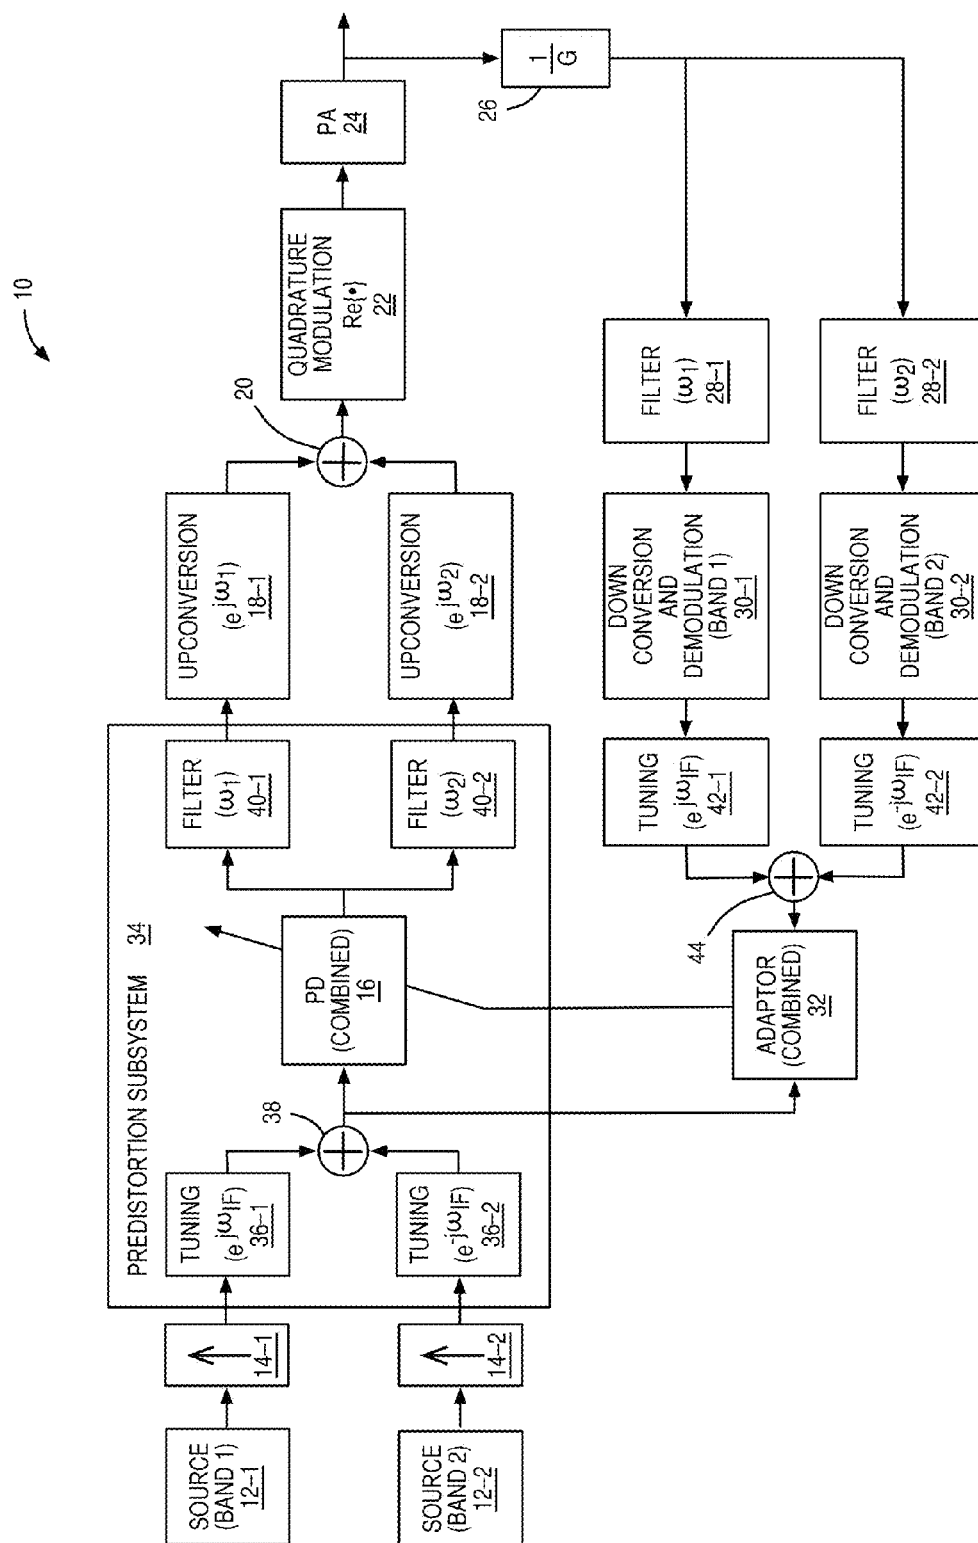 10
SOURCE
(BAND 1)
12–1
14–1
PREDISTORTION SUBSYSTEM 34
TUNING
(e^jωIF)
36–1
38
PD
(COMBINED)
16
FILTER
(ω1)
40–1
UPCONVERSION
(e^jω1)
18–1
20
QUADRATURE
MODULATION
Re{•}
22
PA
24
SOURCE
(BAND 2)
12–2
14–2
TUNING
(e^-jωIF)
36–2
FILTER
(ω2)
40–2
UPCONVERSION
(e^jω2)
18–2
1
G
26
ADAPTOR
(COMBINED)
32
44
TUNING
(e^jωIF)
42–1
DOWN
CONVERSION
AND
DEMODULATION
(BAND 1)
30–1
FILTER
(ω1)
28–1
TUNING
(e^-jωIF)
42–2
DOWN
CONVERSION
AND
DEMODULATION
(BAND 2)
30–2
FILTER
(ω2)
28–2